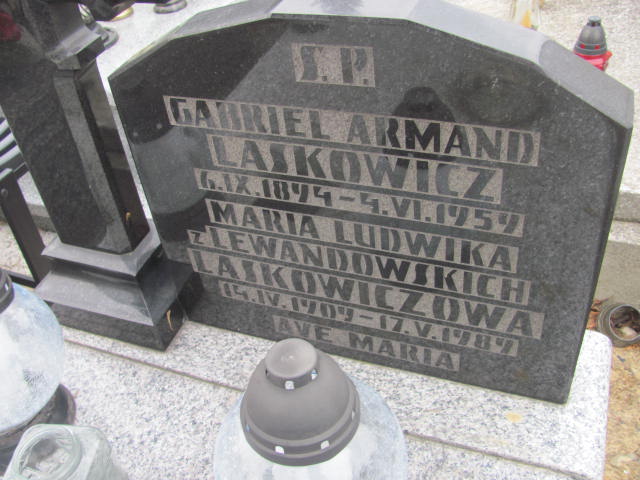 Ś. P.
GABRIEL ARMAND
LASKOWICZ
6.IX.1894 – 4.VI.1959
MARIA LUDWIKA
z LEWANDOWSKICH
LASKOWICZOWA
15.IV.1909 – 17.V.1989
AVE MARIA